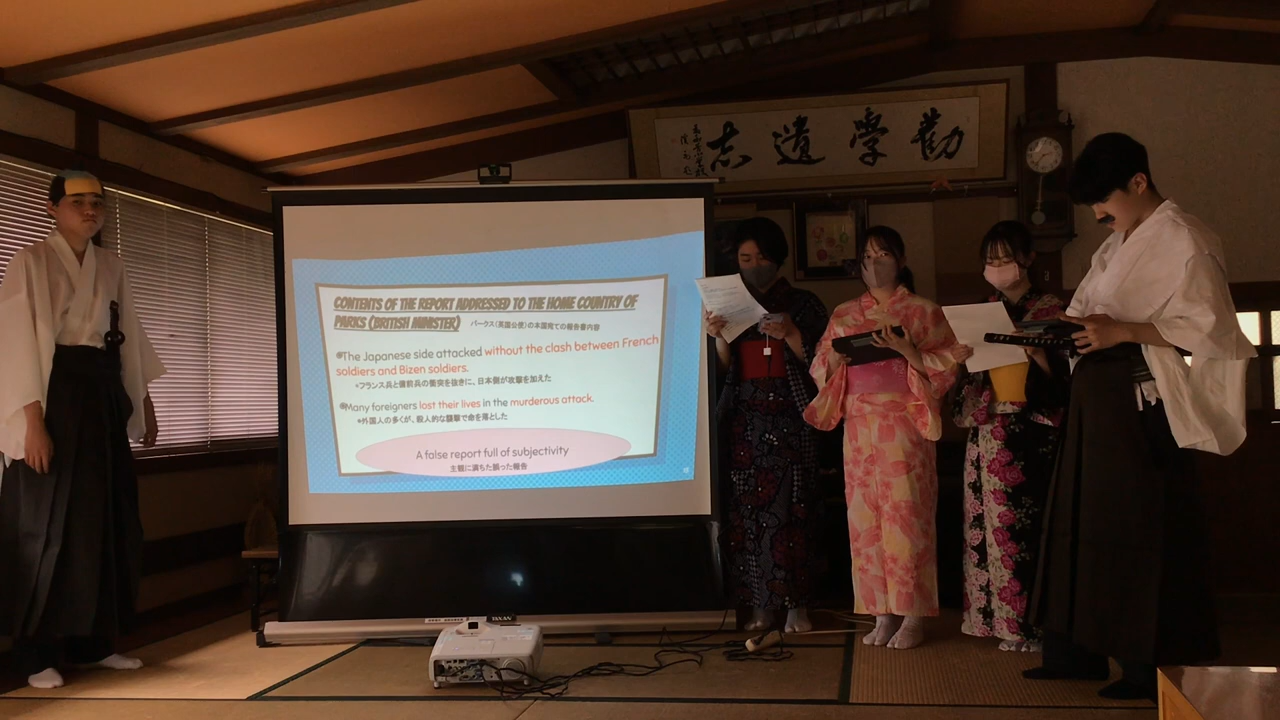 勸學遺志
CONTENTS OF THE REPORT ADDRESSED TO THE HOME COUNTRY OF
PARKS (BRITISH MINISTER) パークス(英国公使)の本国宛ての報告書内容
The Japanese side attacked without the clash between French
soldiers and Bizen soldiers.
*フランス兵と備前兵の衝突を抜きに、日本側が攻撃を加えた
Many foreigners lost their lives in the murderous attack.
*外国人の多くが、殺人的な襲撃で命を落とした
A false report full of subjectivity
主観に満ちた誤った報告